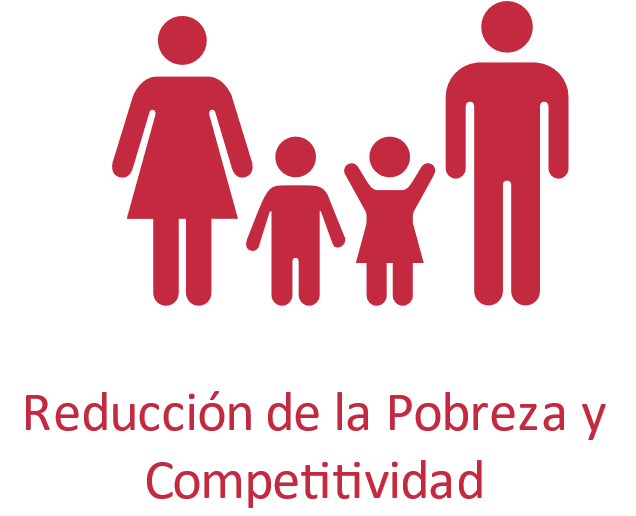 Reducción de la Pobreza y
Competitividad